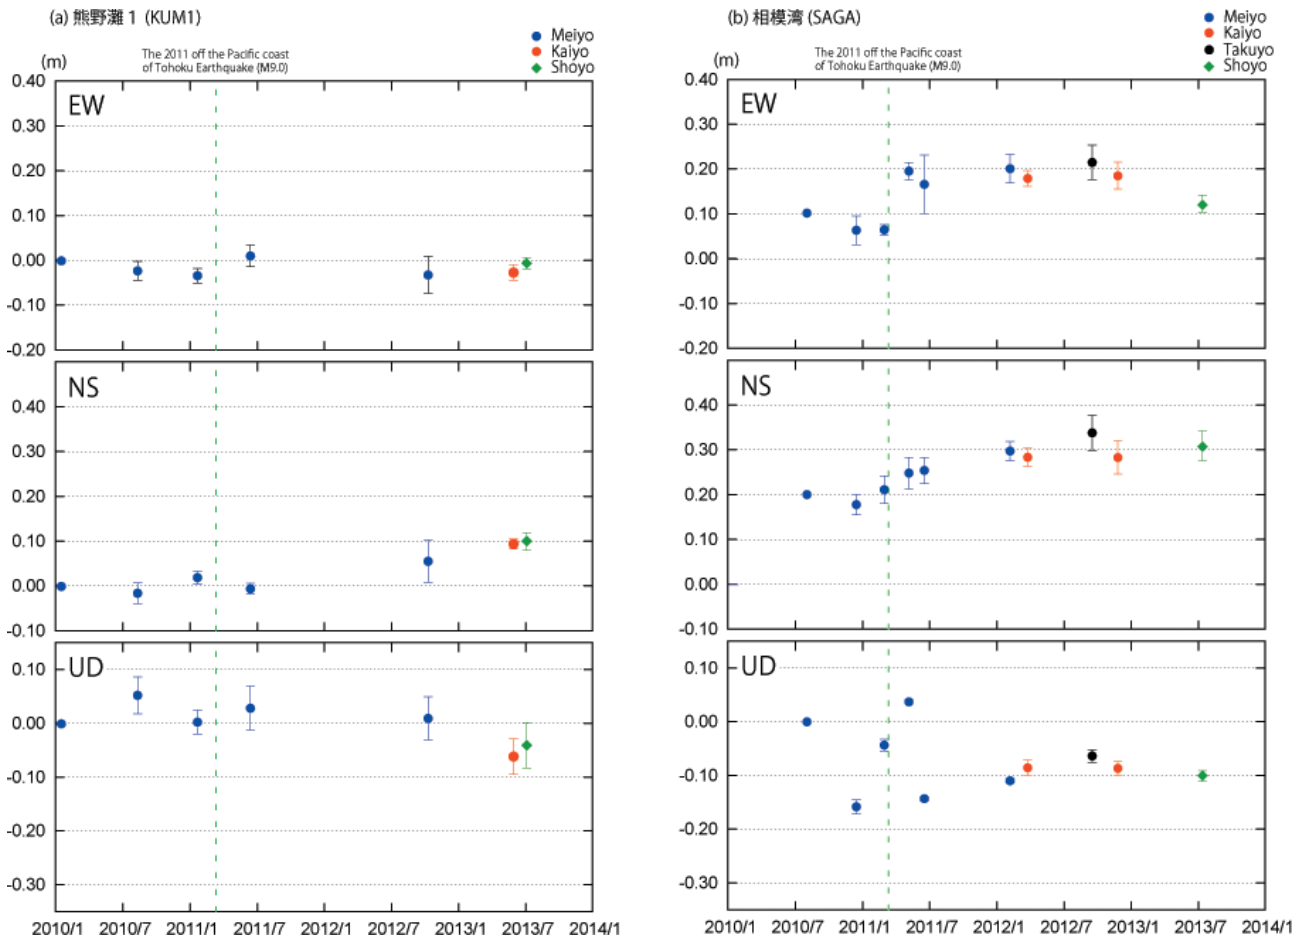 (a) 熊野灘 1 (KUM1)
Meiyo
Kaiyo
Shoyo
The 2011 off the Pacific coast
of Tohoku Earthquake (M9.0)
(m)
0.40
EW
0.30
0.20
0.10
0.00
-0.10
-0.20
NS
0.40
0.30
0.20
0.10
0.00
-0.10
UD
0.10
0.00
-0.10
-0.20
-0.30
2010/1 2010/7 2011/1 2011/7 2012/1 2012/7 2013/1 2013/7 2014/1
(b) 相模湾 (SAGA)
Meiyo
Kaiyo
Takuyo
Shoyo
The 2011 off the Pacific coast
of Tohoku Earthquake (M9.0)
(m)
0.40
EW
0.30
0.20
0.10
0.00
-0.10
-0.20
NS
0.40
0.30
0.20
0.10
0.00
-0.10
UD
0.10
0.00
-0.10
-0.20
-0.30
2010/1 2010/7 2011/1 2011/7 2012/1 2012/7 2013/1 2013/7 2014/1